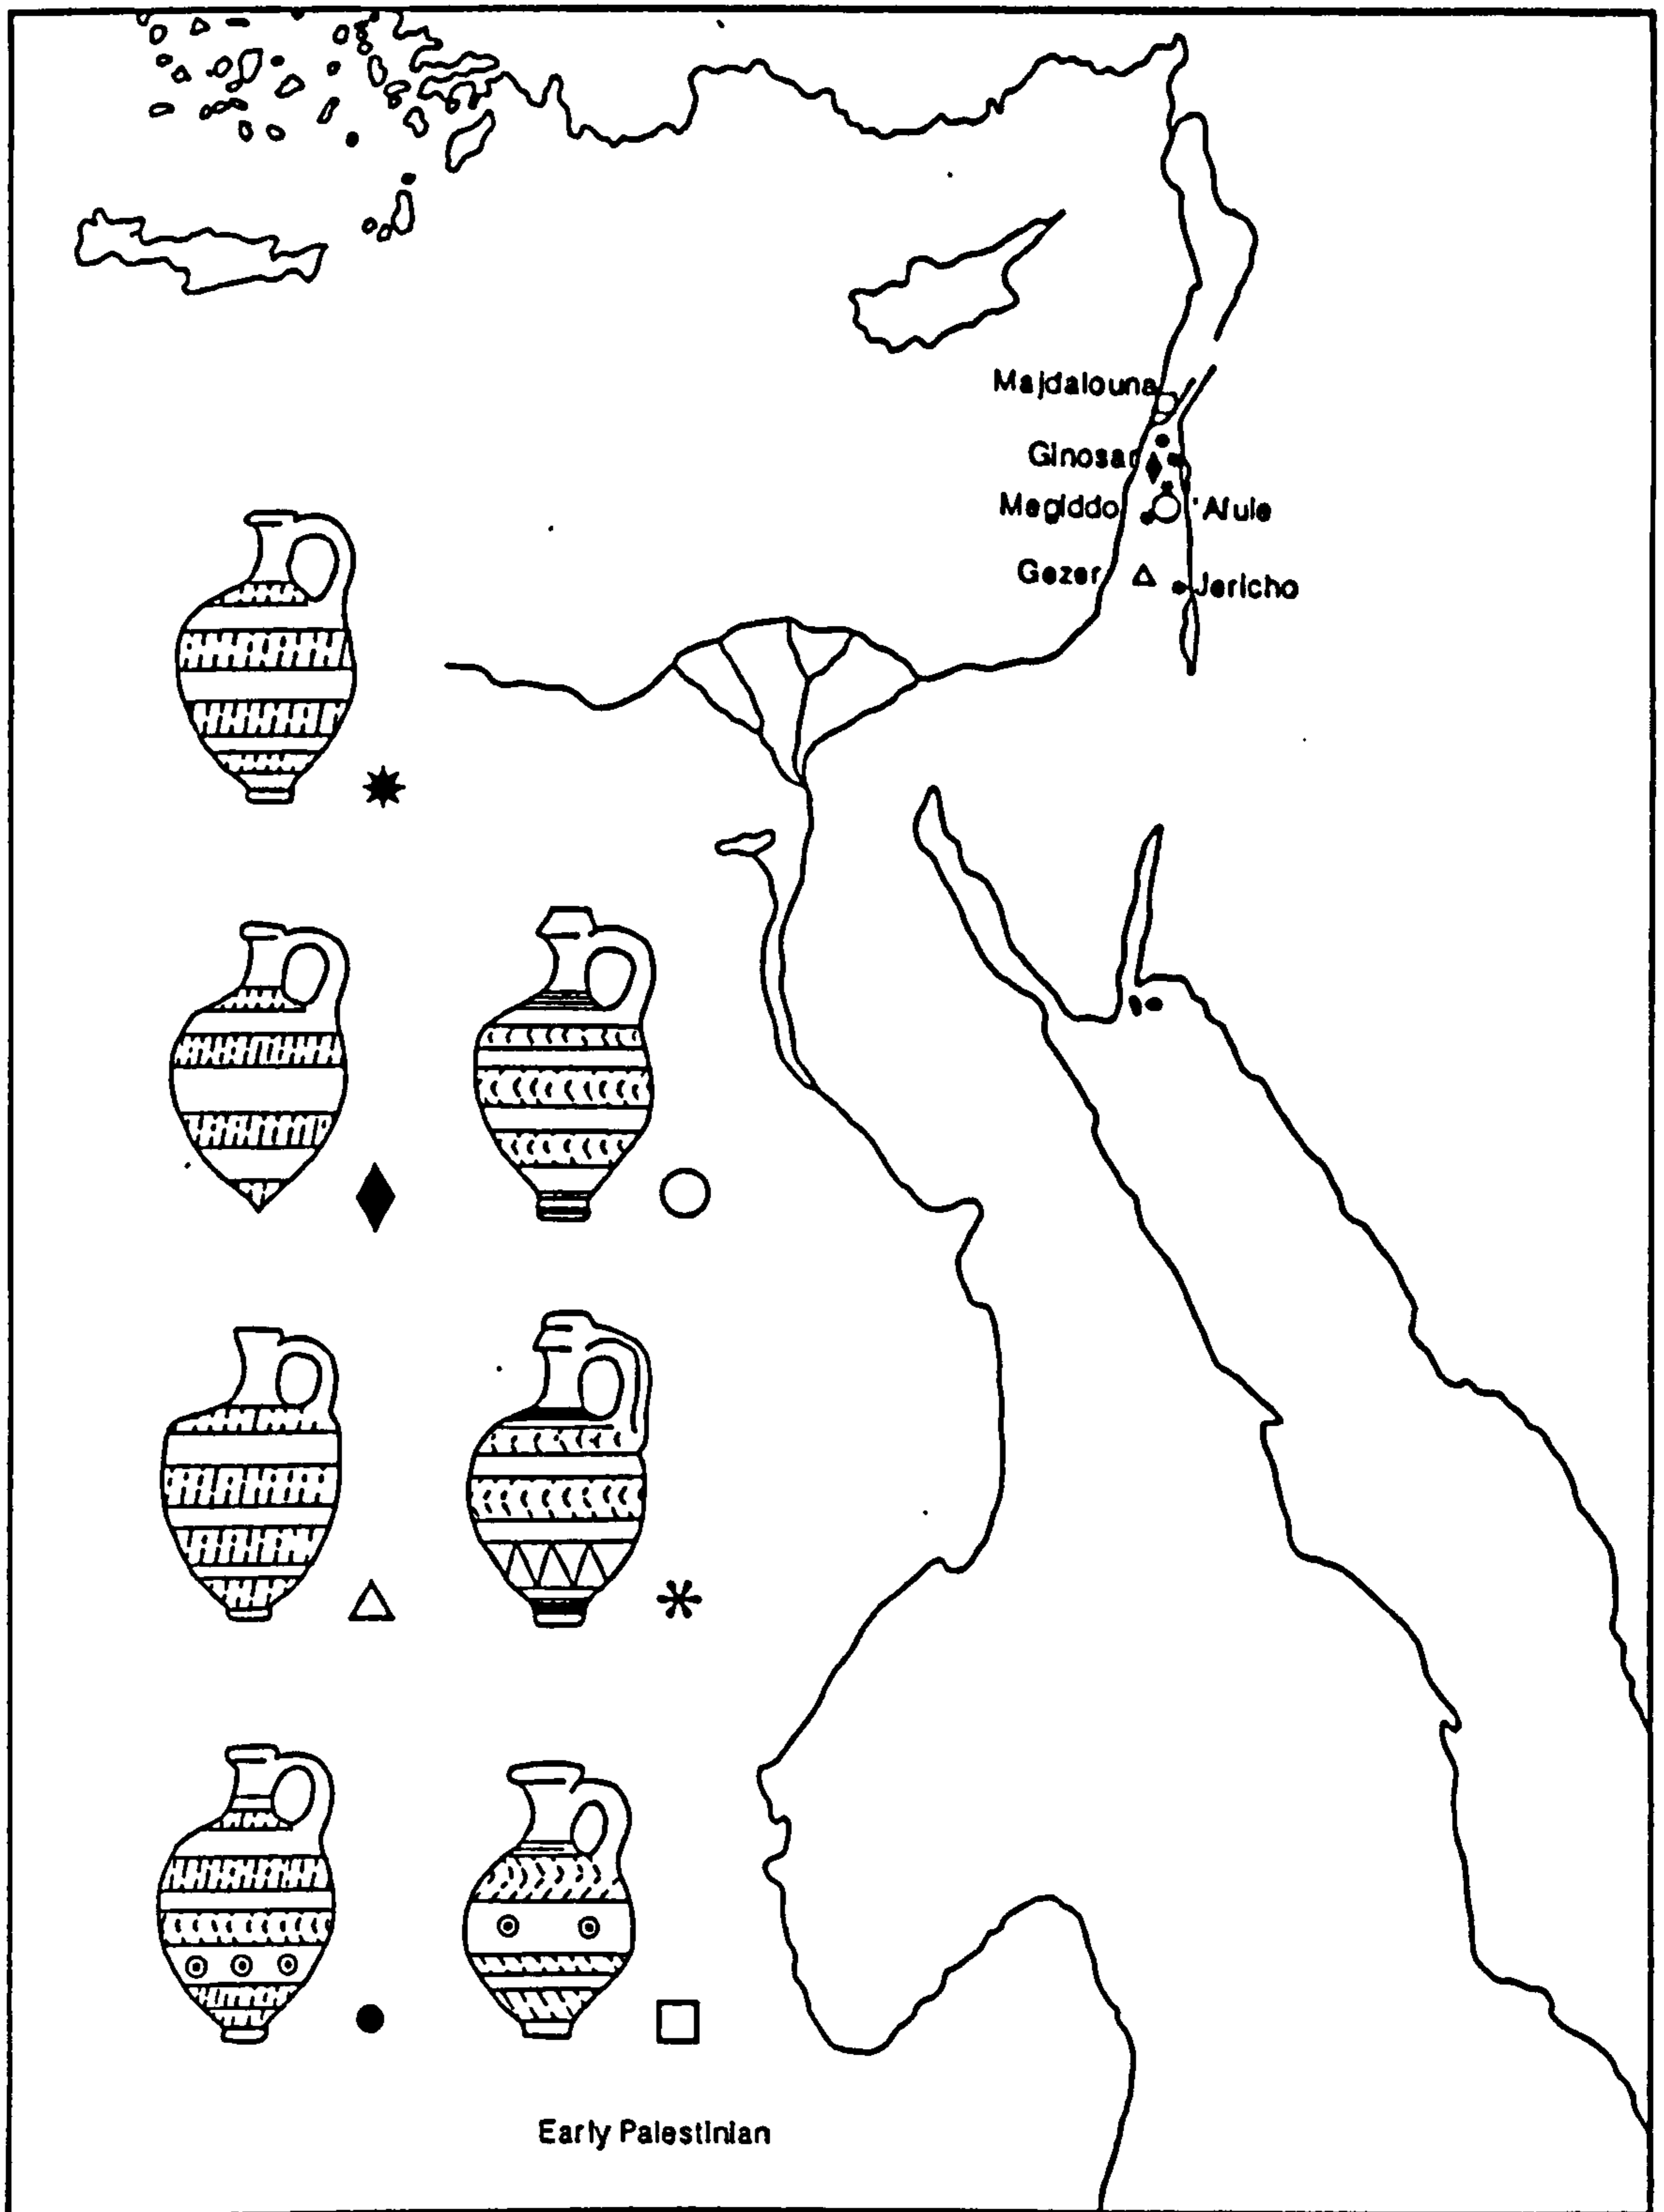 Majdalouna
Ginosar
Megiddo
'Afule
Gezer
Jericho
Early Palestinian